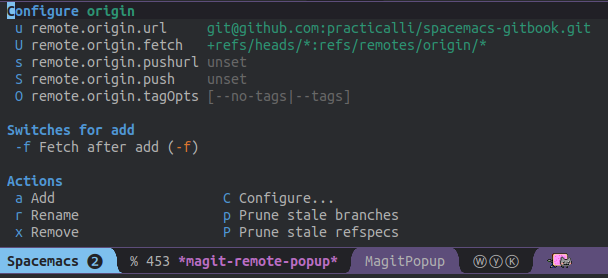 Configure origin
u remote.origin.url git@github.com:practicalli/spacemacs-gitbook.git
U remote.origin.fetch +refs/heads/*:refs/remotes/origin/*
s remote.origin.pushurl unset
S remote.origin.push unset
O remote.origin.tagOpts [--no-tags|--tags]
Switches for add
-f Fetch after add (-f)
Actions
a Add C Configure...
r Rename p Prune stale branches
x Remove P Prune stale refspecs
Spacemacs ❷ % 453 *magit-remote-popup* MagitPopup ⓦⓨⓀ